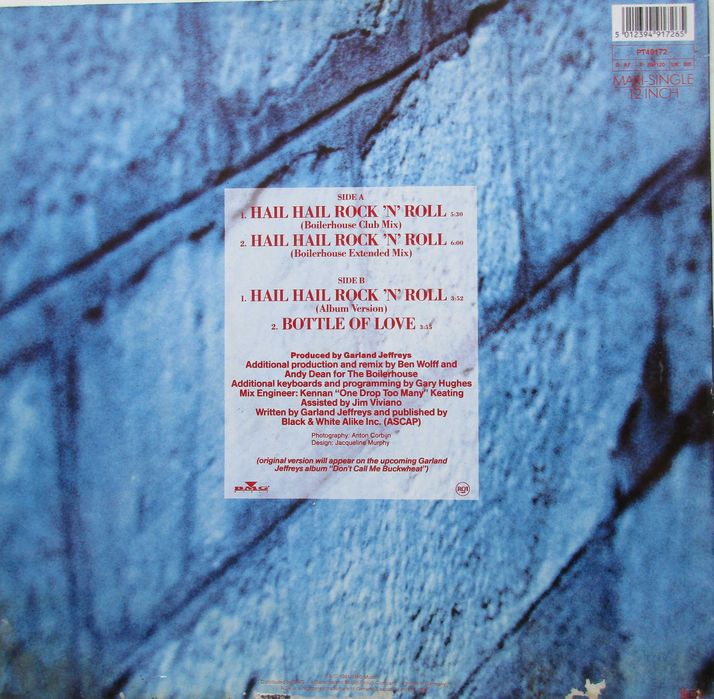 5 012394 917265
PT49172
MAXI-SINGLE
12 INCH
SIDE A
1. HAIL HAIL ROCK 'N' ROLL 5:30
(Boilerhouse Club Mix)
2. HAIL HAIL ROCK 'N' ROLL 6:00
(Boilerhouse Extended Mix)
SIDE B
1. HAIL HAIL ROCK 'N' ROLL 3:52
(Album Version)
2. BOTTLE OF LOVE 3:55
Produced by Garland Jeffreys
Additional production and remix by Ben Wolff and
Andy Dean for The Boilerhouse
Additional keyboards and programming by Gary Hughes
Mix Engineer: Kennan "One Drop Too Many" Keating
Assisted by Jim Viviano
Written by Garland Jeffreys and published by
Black & White Alike Inc. (ASCAP)
Photography: Anton Corbijn
Design: Jacqueline Murphy
(original version will appear on the upcoming Garland
Jeffreys album "Don't Call Me Buckwheat")
BMG
RCA